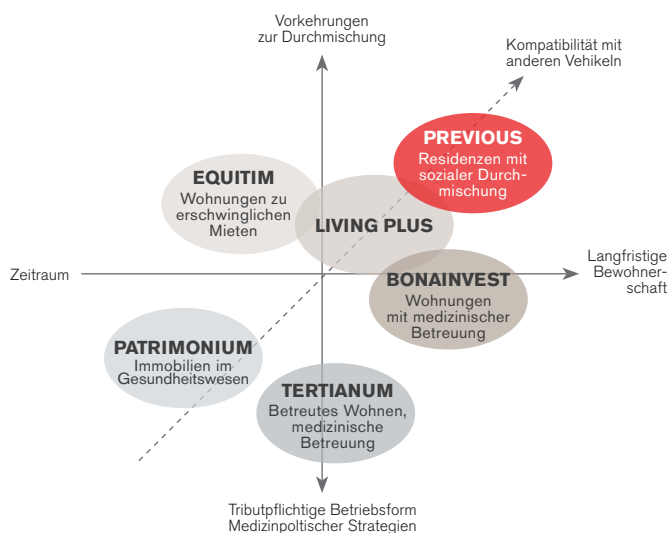 Vorkehrungen
zur Durchmischung
Kompatibilität mit
anderen Vehikeln
PREVIOUS
Residenzen mit
sozialer Durch-
mischung
EQUITIM
Wohnungen zu
erschwinglichen
Mieten
LIVING PLUS
Zeitraum
Langfristige
Bewohner-
schaft
BONAINVEST
Wohnungen
mit medizinischer
Betreuung
PATRIMONIUM
Immobilien im
Gesundheitswesen
TERTIANUM
Betreutes Wohnen,
medizinische
Betreuung
Tributpflichtige Betriebsform
Medizinpoltischer Strategien